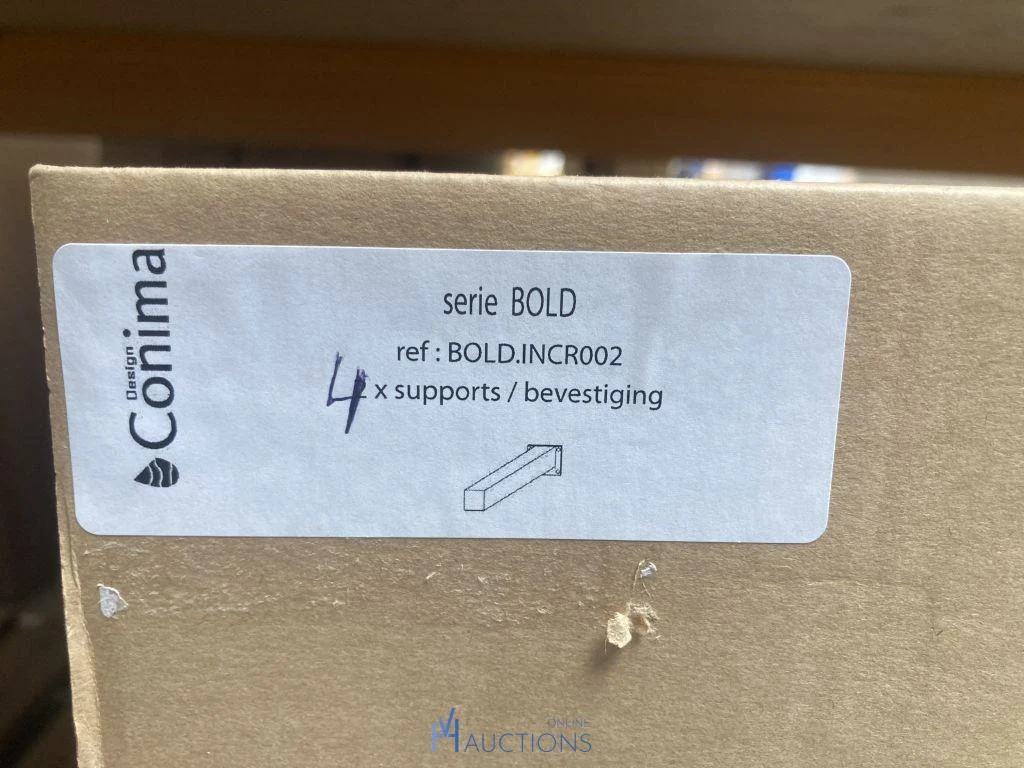 Design
Conima
serie BOLD
ref : BOLD.INCR002
4 x supports / bevestiging
ONLINE
AUCTIONS